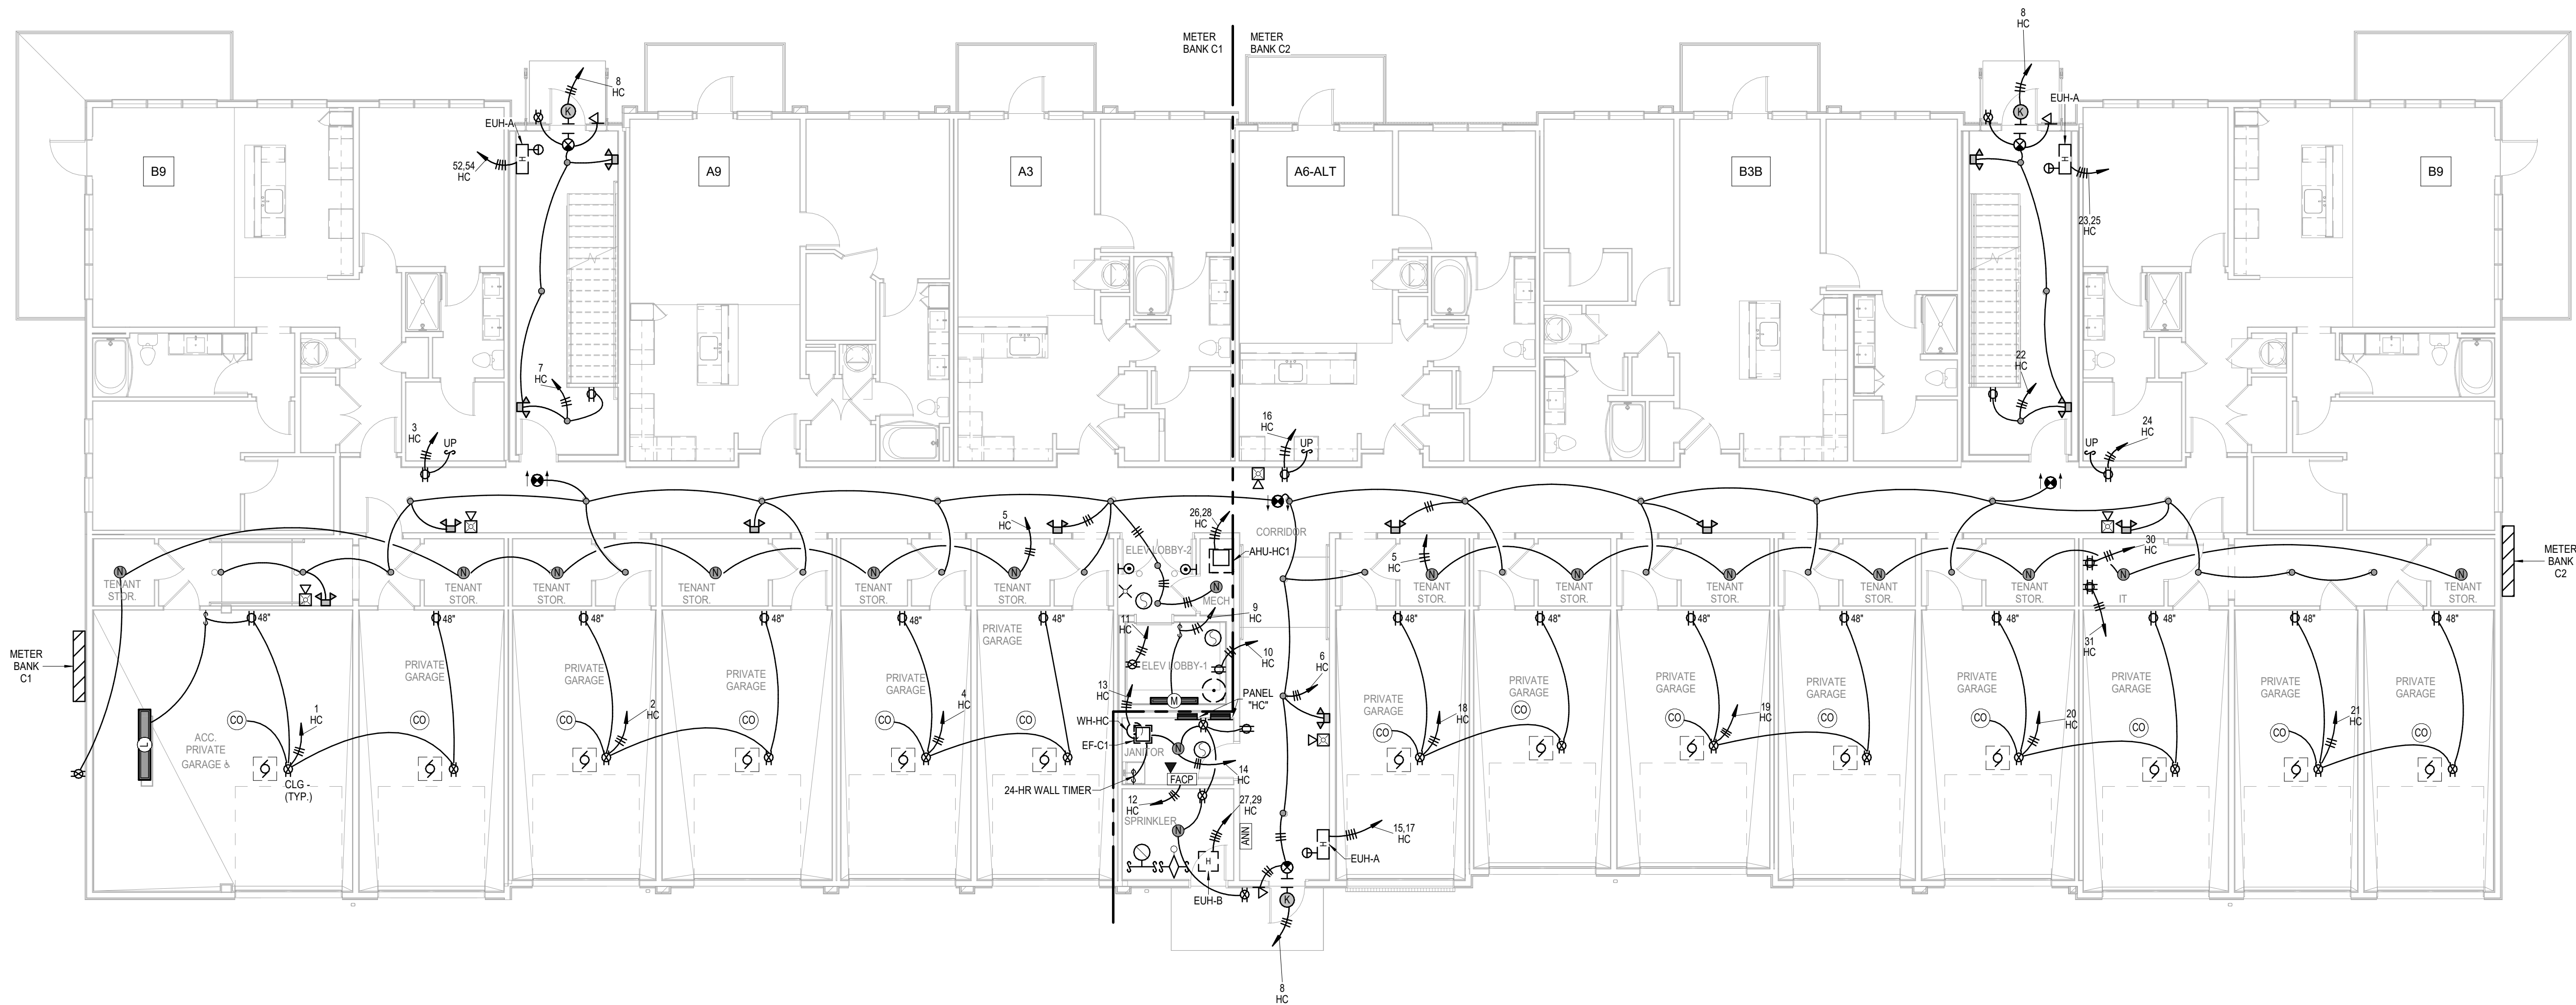 8
HC
METER
BANK C1
METER
BANK C2
8
HC
EUH-A
EUH-A
K
K
H
H
52,54
HC
23,25
HC
B9
A9
A3
A6-ALT
B3B
B9
7
HC
22
HC
3
HC
UP
16
HC
UP
UP
24
HC
5
HC
26,28
HC
CORRIDOR
AHU-HC1
ELEV LOBBY-2
5
HC
30
HC
N
TENANT
STOR.
N
TENANT
STOR.
N
TENANT
STOR.
N
TENANT
STOR.
N
TENANT
STOR.
N
MECH
N
TENANT
STOR.
N
TENANT
STOR.
N
TENANT
STOR.
N
TENANT
STOR.
N
TENANT
STOR.
N
IT
N
TENANT
STOR.
METER
BANK
C2
METER
BANK
C1
48"
48"
48"
48"
48"
48"
48"
48"
48"
48"
48"
48"
48"
48"
11
HC
9
HC
31
HC
ELEV LOBBY-1
10
HC
6
HC
13
HC
M
PANEL
"HC"
WH-HC
EF-C1
JANITOR
N
FACP
14
HC
24-HR WALL TIMER
12
HC
27,29
HC
SPRINKLER
N
ANN
H
EUH-B
H
15,17
HC
EUH-A
K
8
HC
L
ACC.
PRIVATE
GARAGE
CO
1
HC
CLG -
(TYP.)
PRIVATE
GARAGE
CO
PRIVATE
GARAGE
CO
2
HC
PRIVATE
GARAGE
CO
PRIVATE
GARAGE
CO
4
HC
PRIVATE
GARAGE
CO
PRIVATE
GARAGE
CO
18
HC
PRIVATE
GARAGE
CO
PRIVATE
GARAGE
CO
19
HC
PRIVATE
GARAGE
CO
PRIVATE
GARAGE
CO
20
HC
PRIVATE
GARAGE
CO
PRIVATE
GARAGE
CO
21
HC
PRIVATE
GARAGE
CO